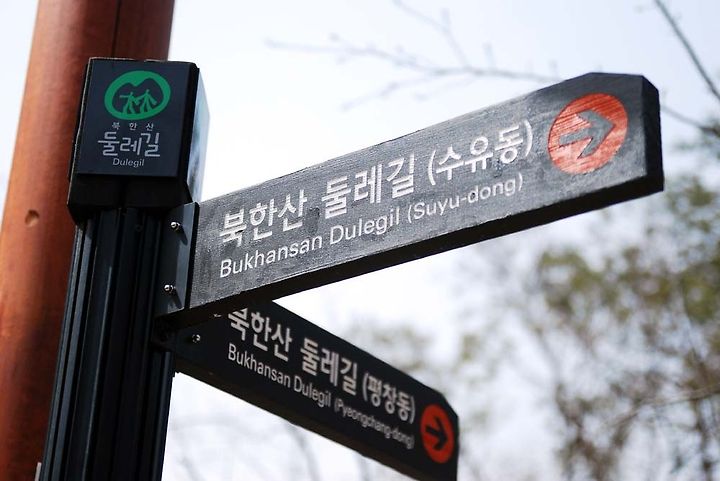 북한산
둘레길
Dulegil
북한산 둘레길 (수유동)
Bukhansan Dulegil (Suyu-dong)
북한산 둘레길 (평창동)
Bukhansan Dulegil (Pyeongchang-dong)